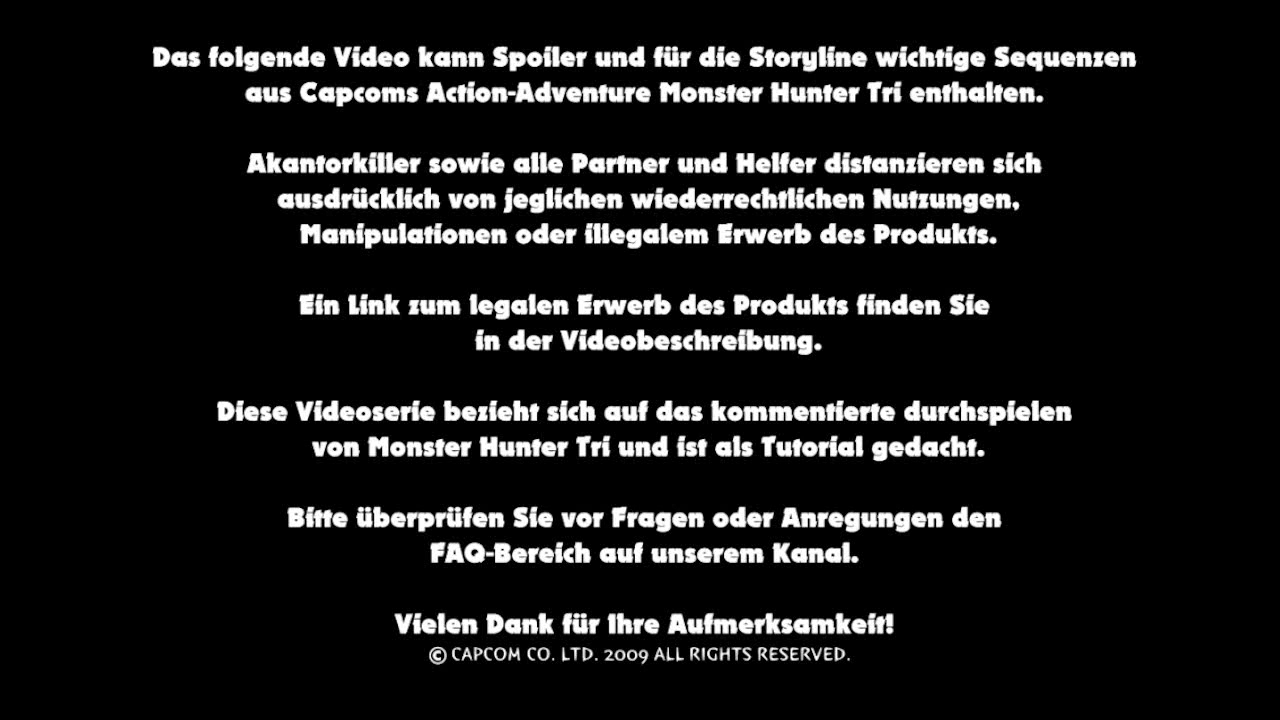 Das folgende Video kann Spoiler und für die Storyline wichtige Sequenzen
aus Capcoms Action-Adventure Monster Hunter Tri enthalten.
Akantorkiller sowie alle Partner und Helfer distanzieren sich
ausdrücklich von jeglichen wiederrechtlichen Nutzungen,
Manipulationen oder illegalem Erwerb des Produkts.
Ein Link zum legalen Erwerb des Produkts finden Sie
in der Videobeschreibung.
Diese Videoserie bezieht sich auf das kommentierte durchspielen
von Monster Hunter Tri und ist als Tutorial gedacht.
Bitte überprüfen Sie vor Fragen oder Anregungen den
FAQ-Bereich auf unserem Kanal.
Vielen Dank für Ihre Aufmerksamkeit!
© CAPCOM CO. LTD. 2009 ALL RIGHTS RESERVED.